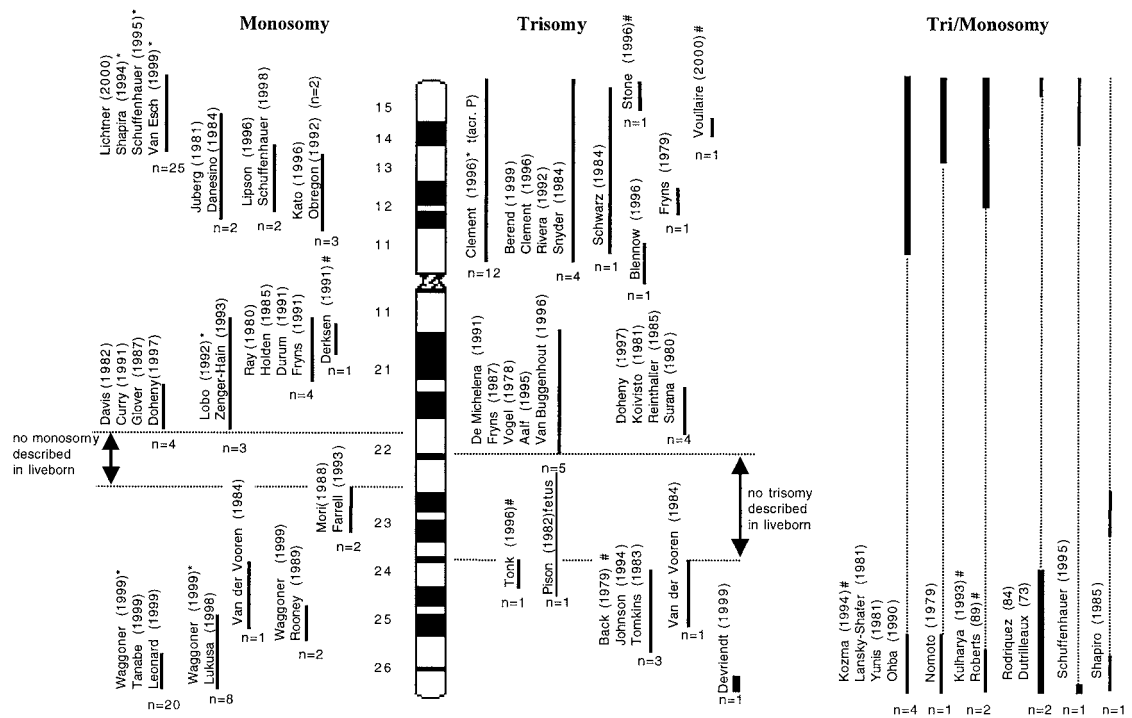 Monosomy
Trisomy
Tri/Monosomy
Lichtner (2000)
Shapira (1994)*
Schuffenhauer (1995)*
Van Esch (1999)*
n=25
Juberg (1981)
Danesino (1984)
n=2
Lipson (1996)
Schuffenhauer (1998)
n=2
Kato (1996)
Obregon (1992) (n=2)
n=3
15
14
13
12
11
11
21
22
23
24
25
26
Davis (1982)
Curry (1991)
Glover (1987)
Doheny (1997)
n=4
Lobo (1992)*
Zenger-Hain (1993)
n=3
Ray (1980)
Holden (1985)
Durum (1991)
Fryns (1991)
n=4
Derksen (1991)#
n=1
no monosomy
described
in liveborn
Mori(1988)
Farrell (1993)
n=2
Waggoner (1999)*
Tanabe (1999)
Leonard (1999)
n=20
Waggoner (1999)*
Lukusa (1998)
n=8
Van der Vooren (1984)
n=1
Waggoner (1999)
Rooney (1989)
n=2
Clement (1996)* t(acr. P)
n=12
Berend (1999)
Clement (1996)
Rivera (1992)
Snyder (1984)
n=4
Schwarz (1984)
n=1
Stone (1996)#
n=1
Blennow (1996)
n=1
Fryns (1979)
n=1
Voullaire (2000)#
n=1
De Michelena (1991)
Fryns (1987)
Vogel (1978)
Aalf (1995)
Van Buggenhout (1996)
n=5
Doheny (1997)
Koivisto (1981)
Reinthaller (1985)
Surana (1980)
n=4
no trisomy
described
in liveborn
Tonk (1996)#
n=1
Pison (1982)fetus
n=1
Back (1979) #
Johnson (1994)
Tomkins (1983)
n=3
Van der Vooren (1984)
n=1
Devriendt (1999)
n=1
Kozma (1994)#
Lansky-Shafer (1981)
Yunis (1981)
Ohba (1990)
n=4
Nomoto (1979)
n=1
Kulharya (1993)#
Roberts (89)#
n=2
Rodriquez (84)
Dutrilleaux (73)
n=2
Schuffenhauer (1995)
n=1
Shapiro (1985)
n=1